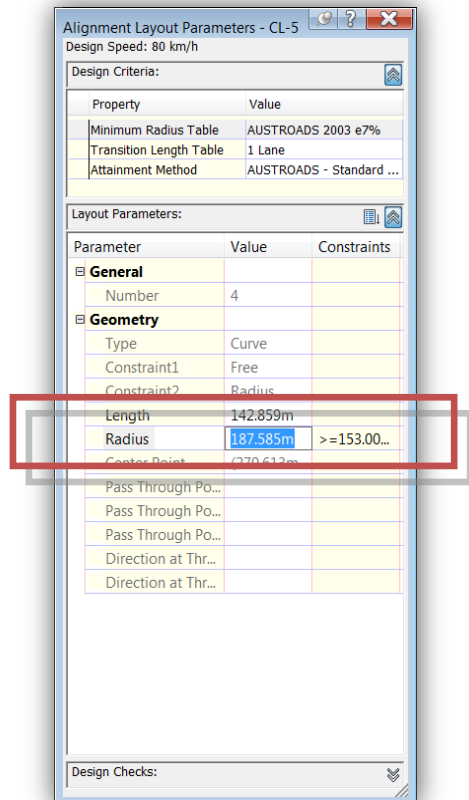 Alignment Layout Parameters - CL-5
Design Speed: 80 km/h
Design Criteria:
Property Value
Minimum Radius Table AUSTROADS 2003 e7%
Transition Length Table 1 Lane
Attainment Method AUSTROADS - Standard ...
Layout Parameters:
Parameter Value Constraints
General
Number 4
Geometry
Type Curve
Constraint1 Free
Constraint2 Radius
Length 142.859m
Radius 187.585m >=153.00...
Center Point (270.613m
Pass Through Po...
Pass Through Po...
Pass Through Po...
Direction at Thr...
Direction at Thr...
Design Checks: